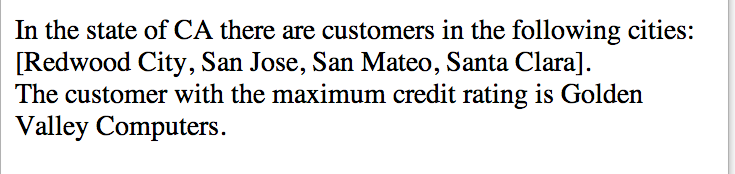 In the state of CA there are customers in the following cities:
[Redwood City, San Jose, San Mateo, Santa Clara].
The customer with the maximum credit rating is Golden
Valley Computers.